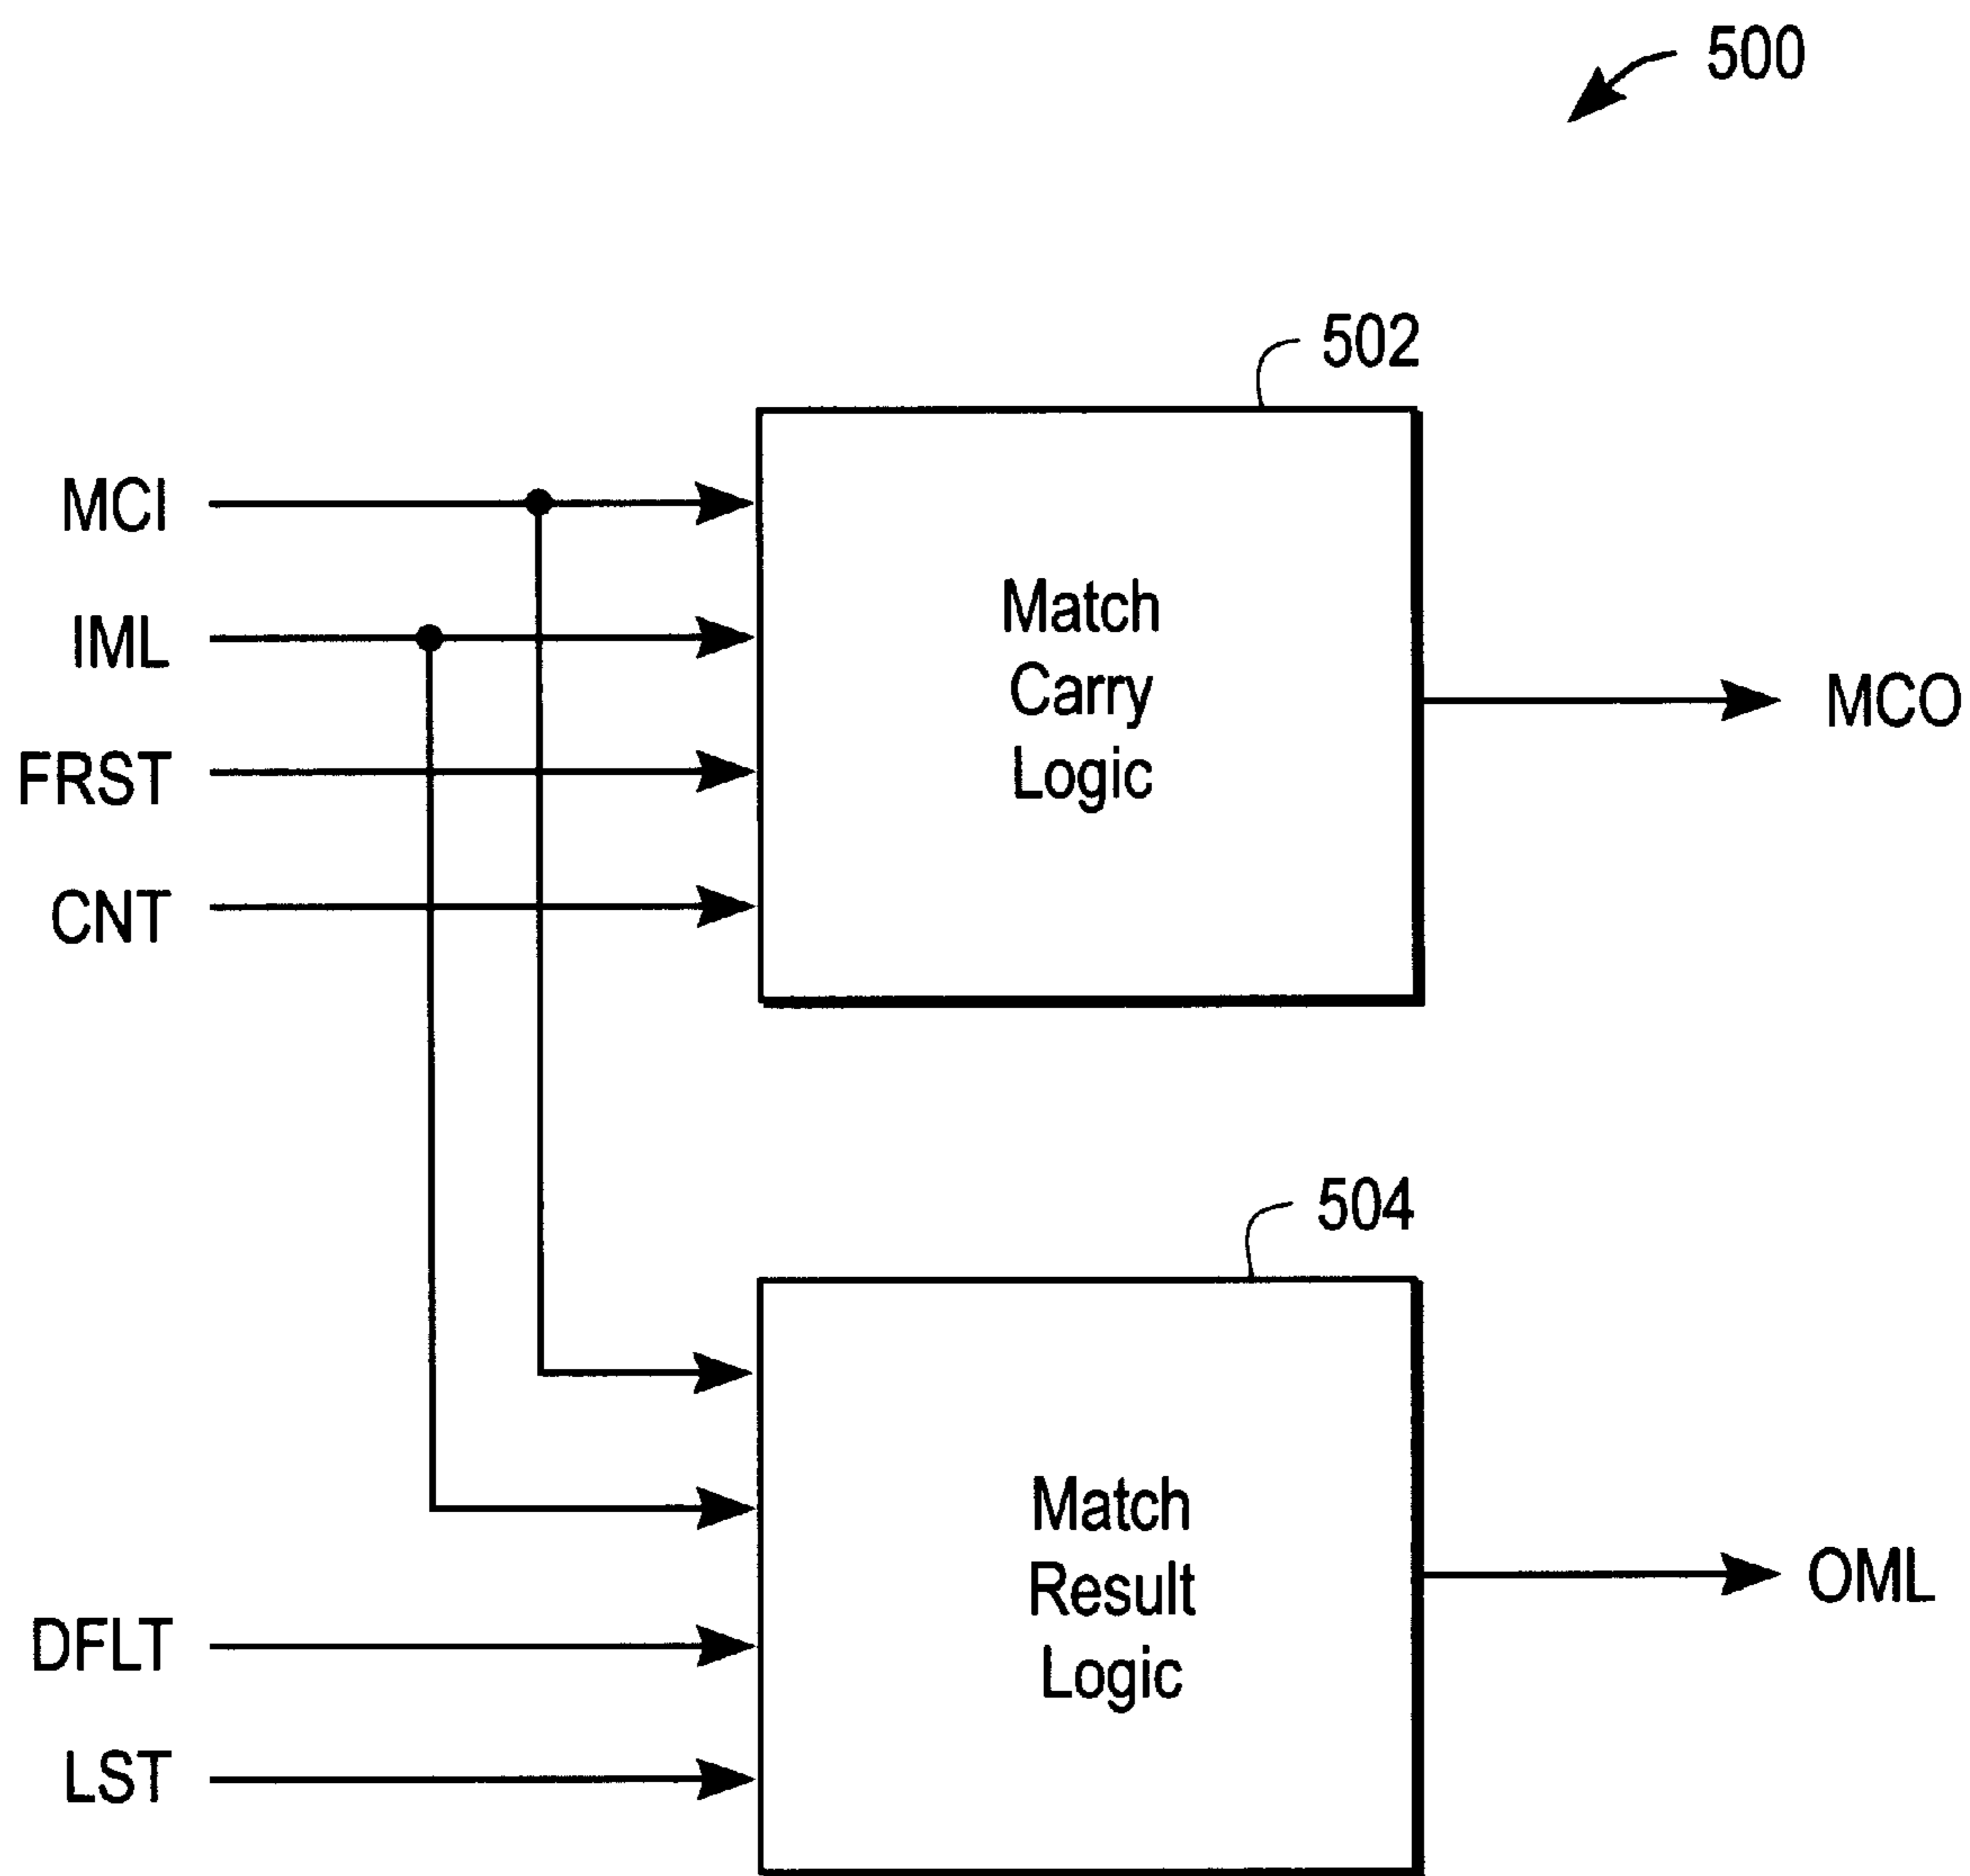 500
502
MCI
IML
FRST
CNT
Match
Carry
Logic
MCO
504
DFLT
LST
Match
Result
Logic
OML